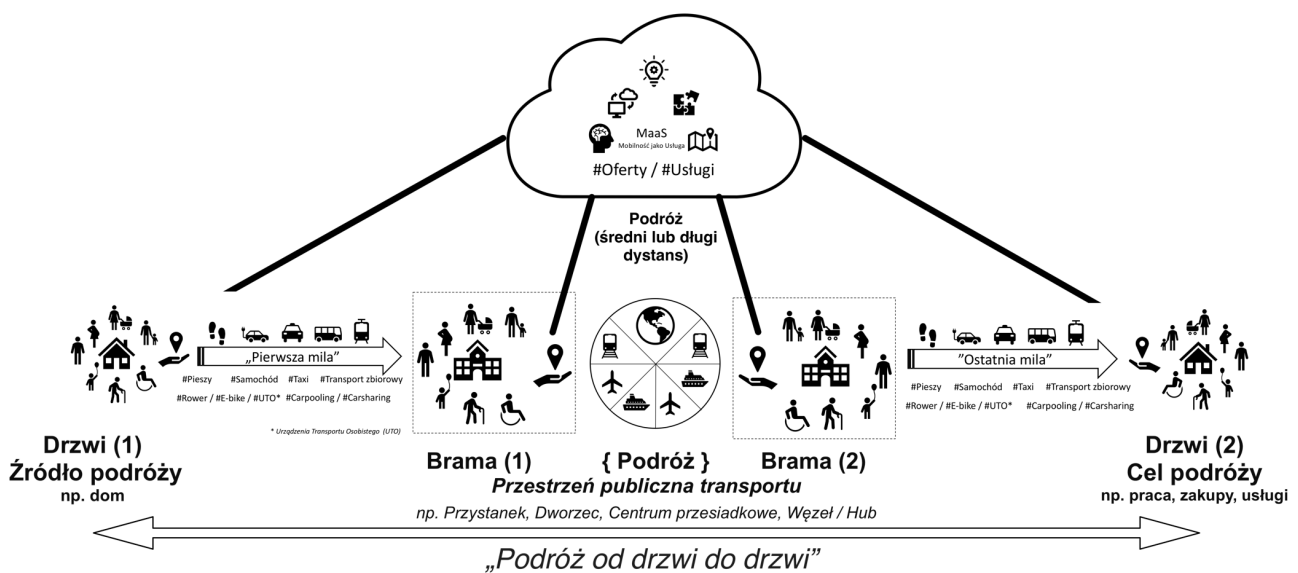 MaaS
Mobilność jako Usługa
#Oferty / #Usługi
Podróż
(średni lub długi
dystans)
„Pierwsza mila”
#Pieszy #Samochód #Taxi #Transport zbiorowy
#Rower / #E-bike / #UTO* #Carpooling / #Carsharing
* Urządzenia Transportu Osobistego (UTO)
"Ostatnia mila”
#Pieszy #Samochód #Taxi #Transport zbiorowy
#Rower / #E-bike / #UTO* #Carpooling / #Carsharing
Drzwi (1)
Źródło podróży
np. dom
Brama (1) { Podróż } Brama (2)
Przestrzeń publiczna transportu
np. Przystanek, Dworzec, Centrum przesiadkowe, Węzeł / Hub
Drzwi (2)
Cel podróży
np. praca, zakupy, usługi
„Podróż od drzwi do drzwi”